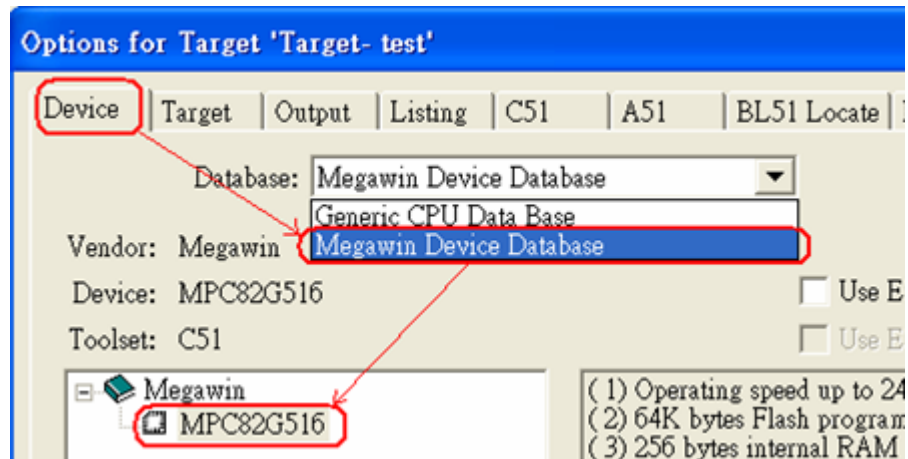 Options for Target 'Target- test'
Device Target Output Listing C51 A51 BL51 Locate
Database: Megawin Device Database
Generic CPU Data Base
Vendor: Megawin Megawin Device Database
Device: MPC82G516 Use E
Toolset: C51 Use E
Megawin ( 1) Operating speed up to 24
MPC82G516 ( 2) 64K bytes Flash program
( 3) 256 bytes internal RAM